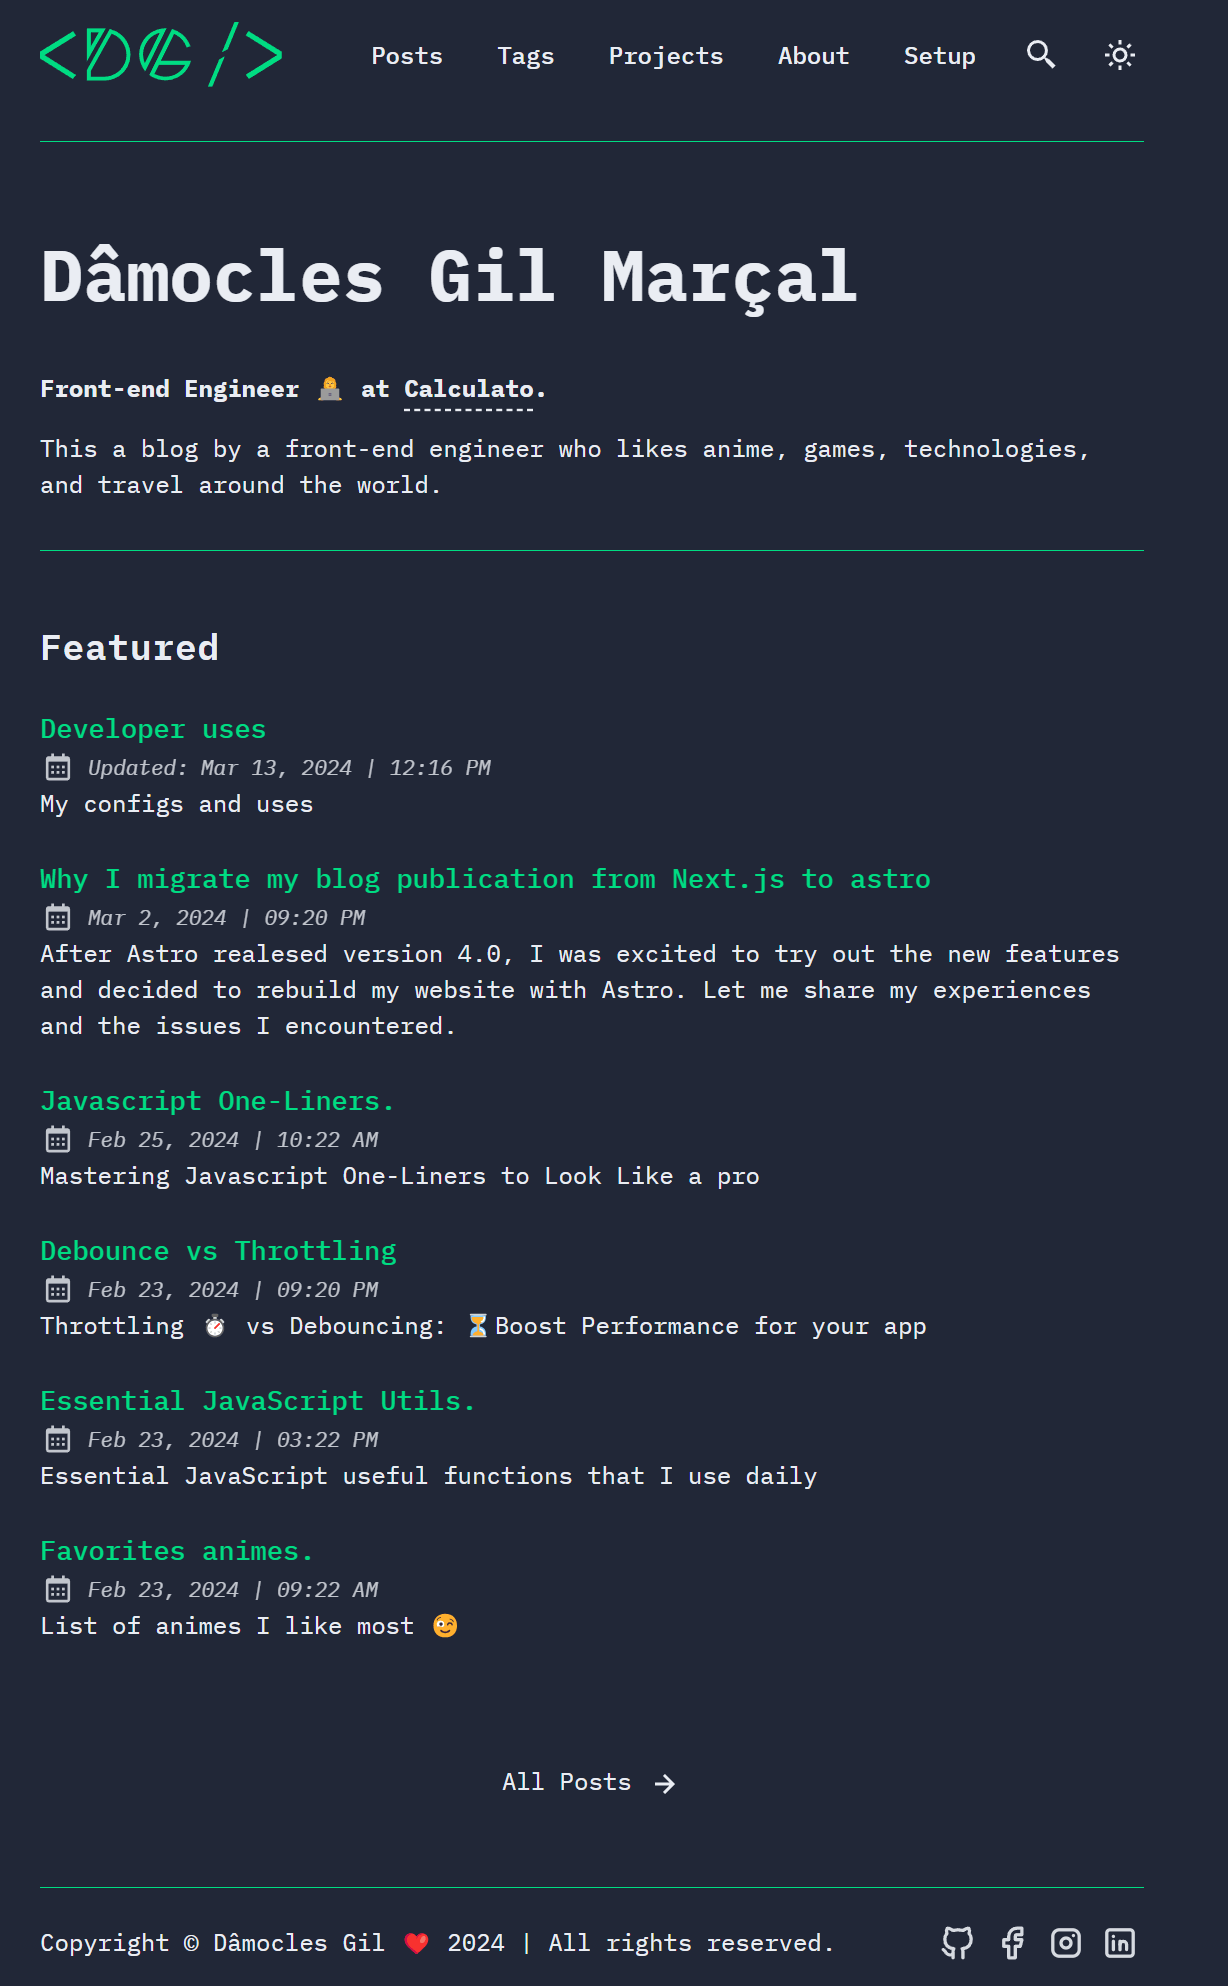 <DG/>
Posts Tags Projects About Setup
Dâmocles Gil Marçal
Front-end Engineer 🧑‍💻 at Calculato.
This a blog by a front-end engineer who likes anime, games, technologies,
and travel around the world.
Featured
Developer uses
Updated: Mar 13, 2024 | 12:16 PM
My configs and uses
Why I migrate my blog publication from Next.js to astro
Mar 2, 2024 | 09:20 PM
After Astro realesed version 4.0, I was excited to try out the new features
and decided to rebuild my website with Astro. Let me share my experiences
and the issues I encountered.
Javascript One-Liners.
Feb 25, 2024 | 10:22 AM
Mastering Javascript One-Liners to Look Like a pro
Debounce vs Throttling
Feb 23, 2024 | 09:20 PM
Throttling ⏱️ vs Debouncing: ⏳Boost Performance for your app
Essential JavaScript Utils.
Feb 23, 2024 | 03:22 PM
Essential JavaScript useful functions that I use daily
Favorites animes.
Feb 23, 2024 | 09:22 AM
List of animes I like most 😉
All Posts →
Copyright © Dâmocles Gil ❤️ 2024 | All rights reserved.